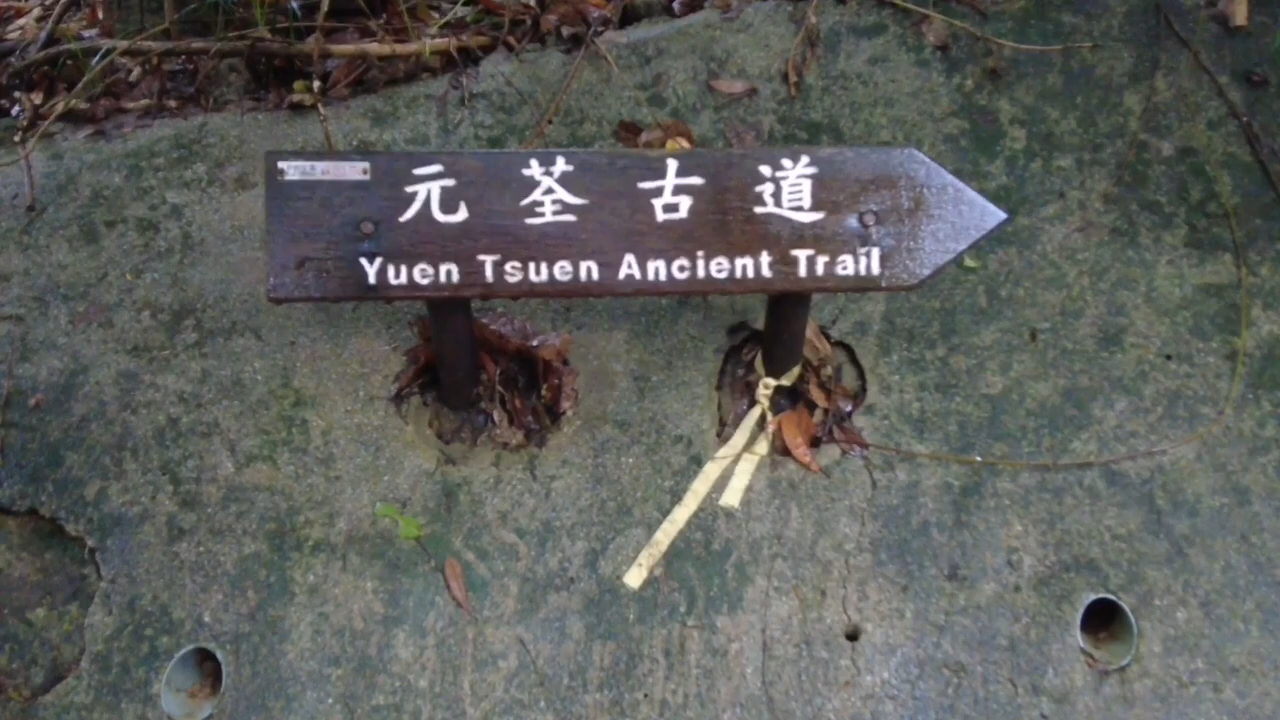 元荃古道
Yuen Tsuen Ancient Trail